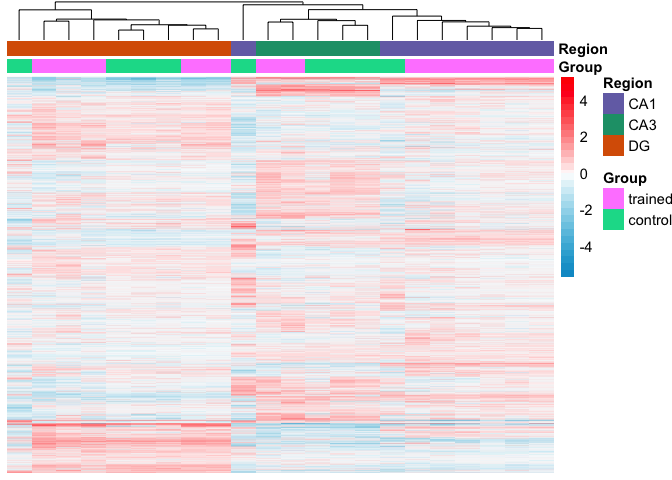 Region
Group
4
2
0
-2
-4
Region
CA1
CA3
DG
Group
trained
control